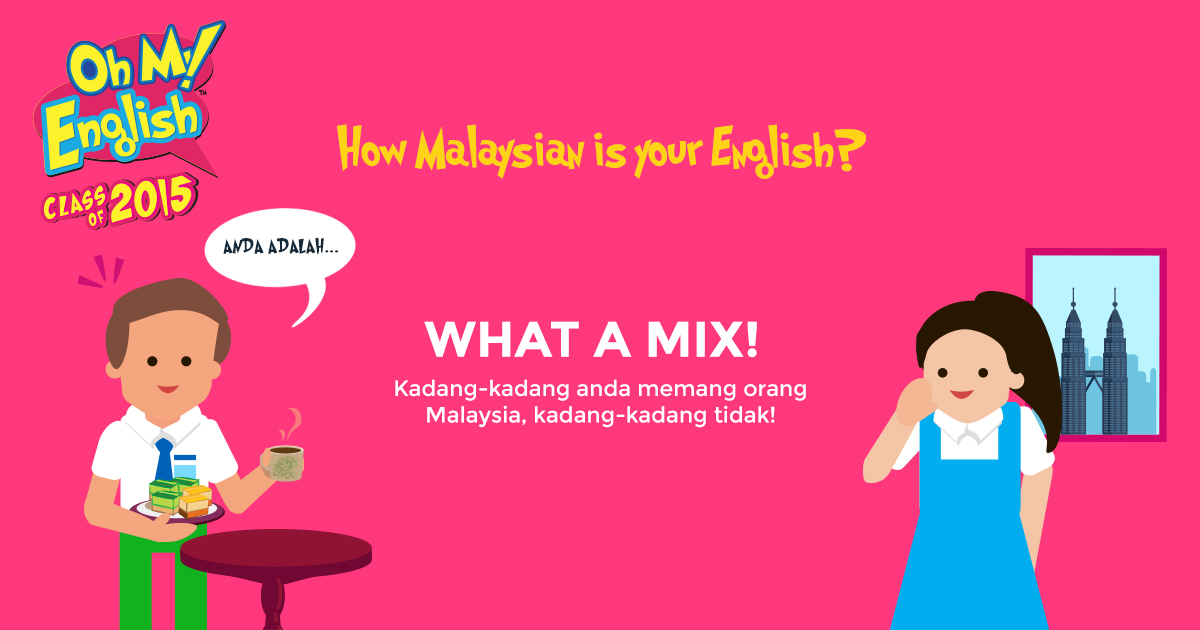 Oh My!
English™
CLASS OF 2015
How Malaysian is your English?
ANDA ADALAH...
WHAT A MIX!
Kadang-kadang anda memang orang
Malaysia, kadang-kadang tidak!